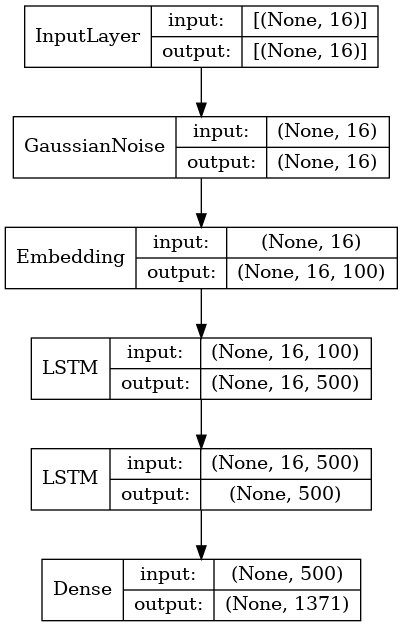 InputLayer
input: [(None, 16)]
output: [(None, 16)]
GaussianNoise
input: (None, 16)
output: (None, 16)
Embedding
input: (None, 16)
output: (None, 16, 100)
LSTM
input: (None, 16, 100)
output: (None, 16, 500)
LSTM
input: (None, 16, 500)
output: (None, 500)
Dense
input: (None, 500)
output: (None, 1371)